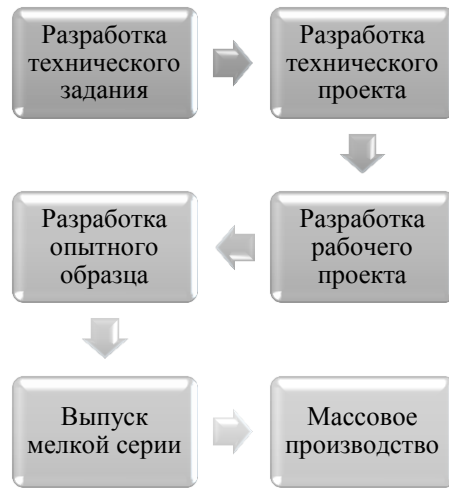 Разработка
технического
задания
Разработка
технического
проекта
Разработка
рабочего
проекта
Разработка
опытного
образца
Выпуск
мелкой серии
Массовое
производство